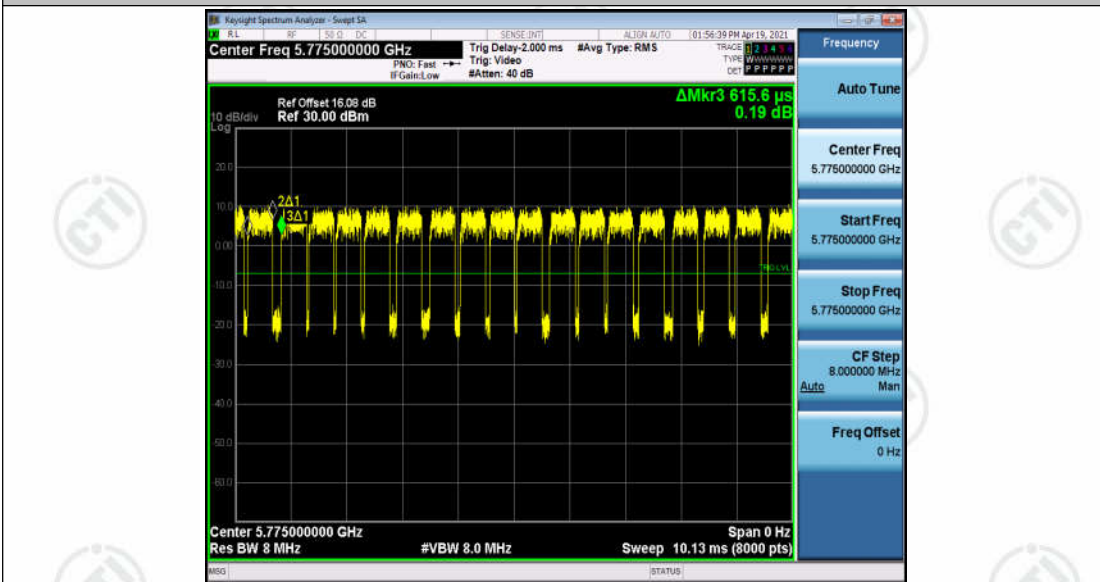 Keysight Spectrum Analyzer - Swept SA
RL RF 50 Ω DC SENSE:INT ALIGN AUTO 01:56:39 PM Apr 19, 2021
Center Freq 5.775000000 GHz
PNO: Fast
IFGain:Low
Trig Delay-2.000 ms
Trig: Video
#Atten: 40 dB
#Avg Type: RMS
TRACE 1 2 3 4 5 6
TYPE WWWWWW
DET P P P P P P
ΔMkr3 615.6 µs
0.19 dB
Ref Offset 16.08 dB
10 dB/div Ref 30.00 dBm
Log
20.0
10.0
0.00
-10.0
-20.0
-30.0
-40.0
-50.0
-60.0
2Δ1
3Δ1
TRIG LVL
Center 5.775000000 GHz
Span 0 Hz
Res BW 8 MHz
#VBW 8.0 MHz
Sweep 10.13 ms (8000 pts)
MSG
STATUS
Frequency
Auto Tune
Center Freq
5.775000000 GHz
Start Freq
5.775000000 GHz
Stop Freq
5.775000000 GHz
CF Step
8.000000 MHz
Auto Man
Freq Offset
0 Hz
CTI
CTI